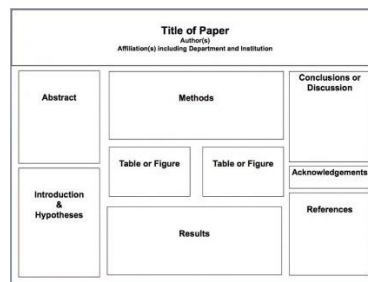 Title of Paper
Author(s)
Affiliation(s) including Department and Institution
Abstract
Introduction
&
Hypotheses
Methods
Table or Figure
Table or Figure
Results
Conclusions or
Discussion
Acknowledgements
References